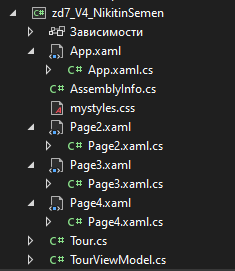 zd7_V4_NikitinSemen
Зависимости
App.xaml
App.xaml.cs
AssemblyInfo.cs
mystyles.css
Page2.xaml
Page2.xaml.cs
Page3.xaml
Page3.xaml.cs
Page4.xaml
Page4.xaml.cs
Tour.cs
TourViewModel.cs